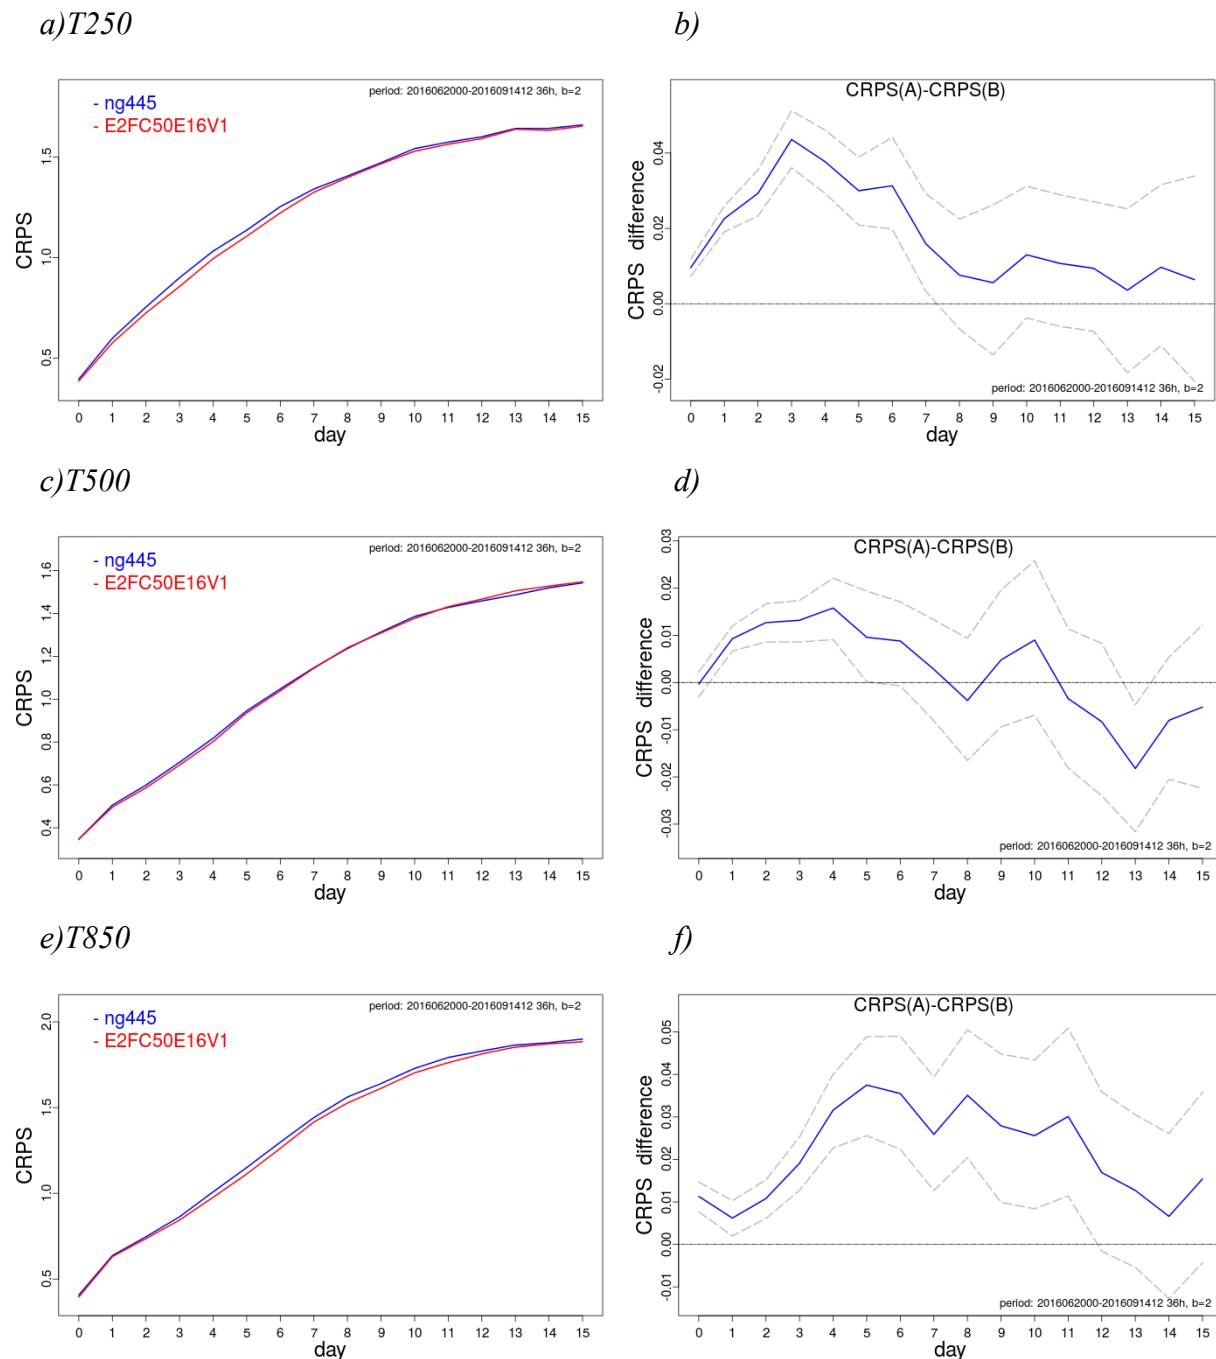 a)T250
b)
- ng445
- E2FC50E16V1
period: 2016062000-2016091412 36h, b=2
CRPS
0.5
1.0
1.5
0 1 2 3 4 5 6 7 8 9 10 11 12 13 14 15
day
CRPS(A)-CRPS(B)
CRPS difference
-0.02
0.00
0.02
0.04
period: 2016062000-2016091412 36h, b=2
0 1 2 3 4 5 6 7 8 9 10 11 12 13 14 15
day
c)T500
d)
- ng445
- E2FC50E16V1
period: 2016062000-2016091412 36h, b=2
CRPS
0.4
0.6
0.8
1.0
1.2
1.4
1.6
0 1 2 3 4 5 6 7 8 9 10 11 12 13 14 15
day
CRPS(A)-CRPS(B)
CRPS difference
-0.03
-0.02
-0.01
0.00
0.01
0.02
0.03
period: 2016062000-2016091412 36h, b=2
0 1 2 3 4 5 6 7 8 9 10 11 12 13 14 15
day
e)T850
f)
- ng445
- E2FC50E16V1
period: 2016062000-2016091412 36h, b=2
CRPS
0.5
1.0
1.5
2.0
0 1 2 3 4 5 6 7 8 9 10 11 12 13 14 15
day
CRPS(A)-CRPS(B)
CRPS difference
-0.01
0.00
0.01
0.02
0.03
0.04
0.05
period: 2016062000-2016091412 36h, b=2
0 1 2 3 4 5 6 7 8 9 10 11 12 13 14 15
day